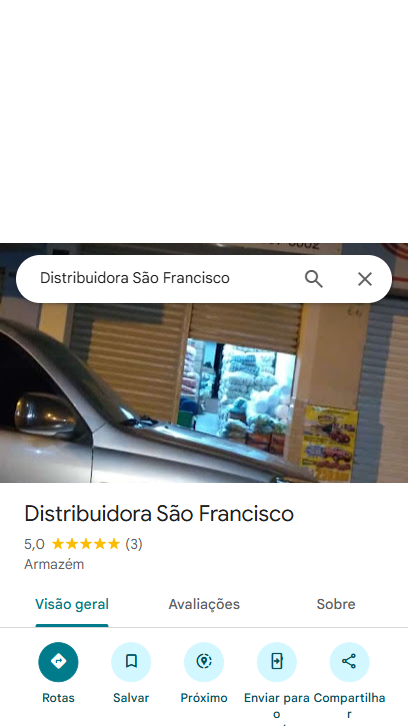 Distribuidora São Francisco
Distribuidora São Francisco
5,0 (3)
Armazém
Visão geral
Avaliações
Sobre
Rotas
Salvar
Próximo
Enviar para
o
Compartilha
r